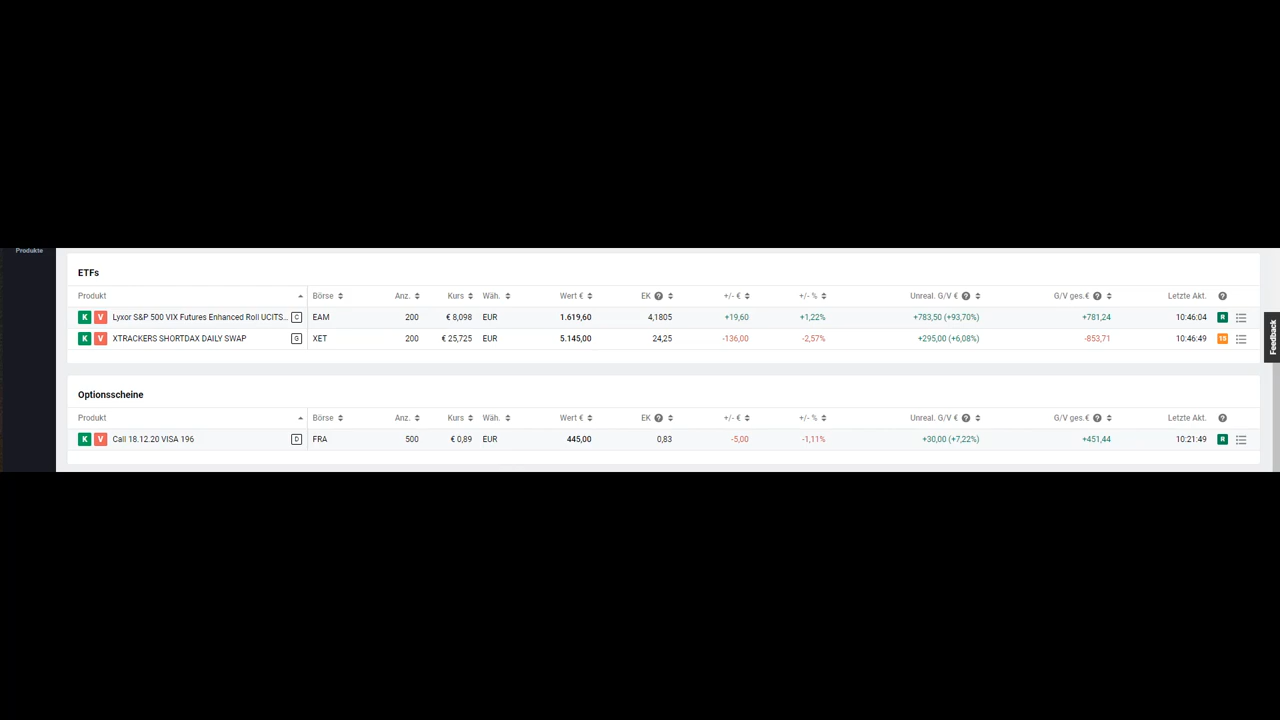 Produkte
ETFs
Produkt Börse Anz. Kurs Wäh. Wert € EK ? +/- € +/- % Unreal. G/V € ? G/V ges.€ ? Letzte Akt. ?
K V Lyxor S&P 500 VIX Futures Enhanced Roll UCITS... C EAM 200 € 8,098 EUR 1.619,60 4,1805 +19,60 +1,22% +783,50 (+93,70%) +781,24 10:46:04 R
K V XTRACKERS SHORTDAX DAILY SWAP G XET 200 € 25,725 EUR 5.145,00 24,25 -136,00 -2,57% +295,00 (+6,08%) -853,71 10:46:49 15
Feedback
Optionsscheine
Produkt Börse Anz. Kurs Wäh. Wert € EK ? +/- € +/- % Unreal. G/V € ? G/V ges.€ ? Letzte Akt. ?
K V Call 18.12.20 VISA 196 D FRA 500 € 0,89 EUR 445,00 0,83 -5,00 -1,11% +30,00 (+7,22%) +451,44 10:21:49 R